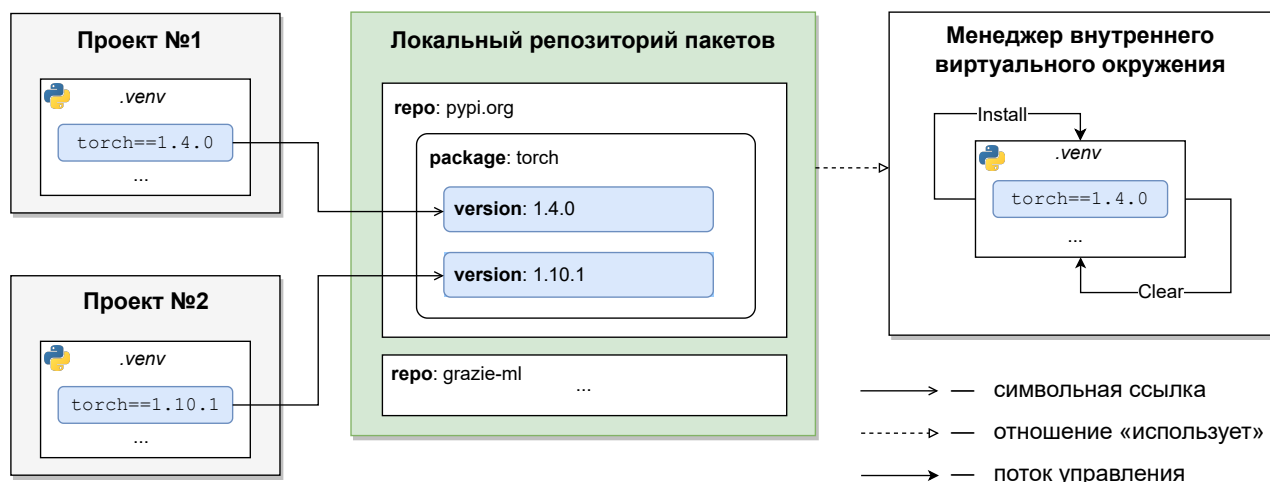 Проект №1
.venv
torch==1.4.0
...
Проект №2
.venv
torch==1.10.1
...
Локальный репозиторий пакетов
repo: pypi.org
package: torch
version: 1.4.0
version: 1.10.1
repo: grazie-ml
...
Менеджер внутреннего
виртуального окружения
Install
.venv
torch==1.4.0
...
Clear
— символьная ссылка
— отношение «использует»
— поток управления